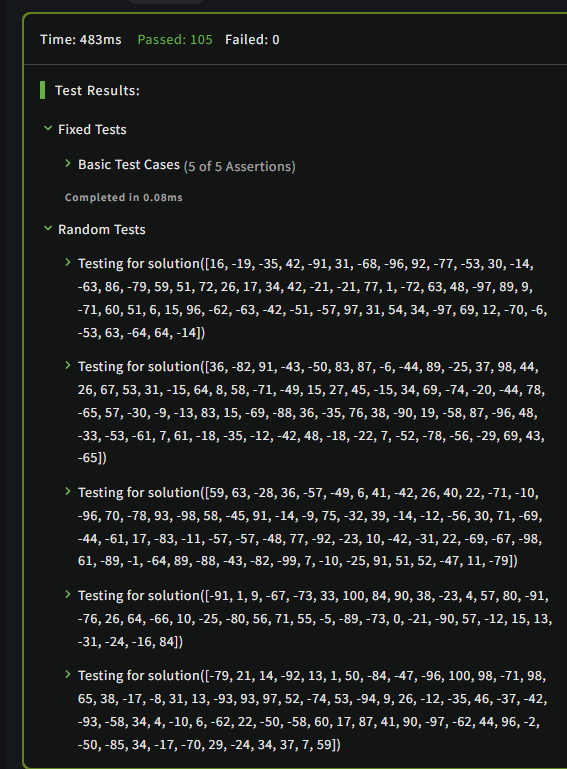 Time: 483ms Passed: 105 Failed: 0
Test Results:
Fixed Tests
Basic Test Cases (5 of 5 Assertions)
Completed in 0.08ms
Random Tests
Testing for solution([16, -19, -35, 42, -91, 31, -68, -96, 92, -77, -53, 30, -14,
-63, 86, -79, 59, 51, 72, 26, 17, 34, 42, -21, -21, 77, 1, -72, 63, 48, -97, 89, 9,
-71, 60, 51, 6, 15, 96, -62, -63, -42, -51, -57, 97, 31, 54, 34, -97, 69, 12, -70, -6,
-53, 63, -64, 64, -14])
Testing for solution([36, -82, 91, -43, -50, 83, 87, -6, -44, 89, -25, 37, 98, 44,
26, 67, 53, 31, -15, 64, 8, 58, -71, -49, 15, 27, 45, -15, 34, 69, -74, -20, -44, 78,
-65, 57, -30, -9, -13, 83, 15, -69, -88, 36, -35, 76, 38, -90, 19, -58, 87, -96, 48,
-33, -53, -61, 7, 61, -18, -35, -12, -42, 48, -18, -22, 7, -52, -78, -56, -29, 69, 43,
-65])
Testing for solution([59, 63, -28, 36, -57, -49, 6, 41, -42, 26, 40, 22, -71, -10,
-96, 70, -78, 93, -98, 58, -45, 91, -14, -9, 75, -32, 39, -14, -12, -56, 30, 71, -69,
-44, -61, 17, -83, -11, -57, -57, -48, 77, -92, -23, 10, -42, -31, 22, -69, -67, -98,
61, -89, -1, -64, 89, -88, -43, -82, -99, 7, -10, -25, 91, 51, 52, -47, 11, -79])
Testing for solution([-91, 1, 9, -67, -73, 33, 100, 84, 90, 38, -23, 4, 57, 80, -91,
-76, 26, 64, -66, 10, -25, -80, 56, 71, 55, -5, -89, -73, 0, -21, -90, 57, -12, 15, 13,
-31, -24, -16, 84])
Testing for solution([-79, 21, 14, -92, 13, 1, 50, -84, -47, -96, 100, 98, -71, 98,
65, 38, -17, -8, 31, 13, -93, 93, 97, 52, -74, 53, -94, 9, 26, -12, -35, 46, -37, -42,
-93, -58, 34, 4, -10, 6, -62, 22, -50, -58, 60, 17, 87, 41, 90, -97, -62, 44, 96, -2,
-50, -85, 34, -17, -70, 29, -24, 34, 37, 7, 59])